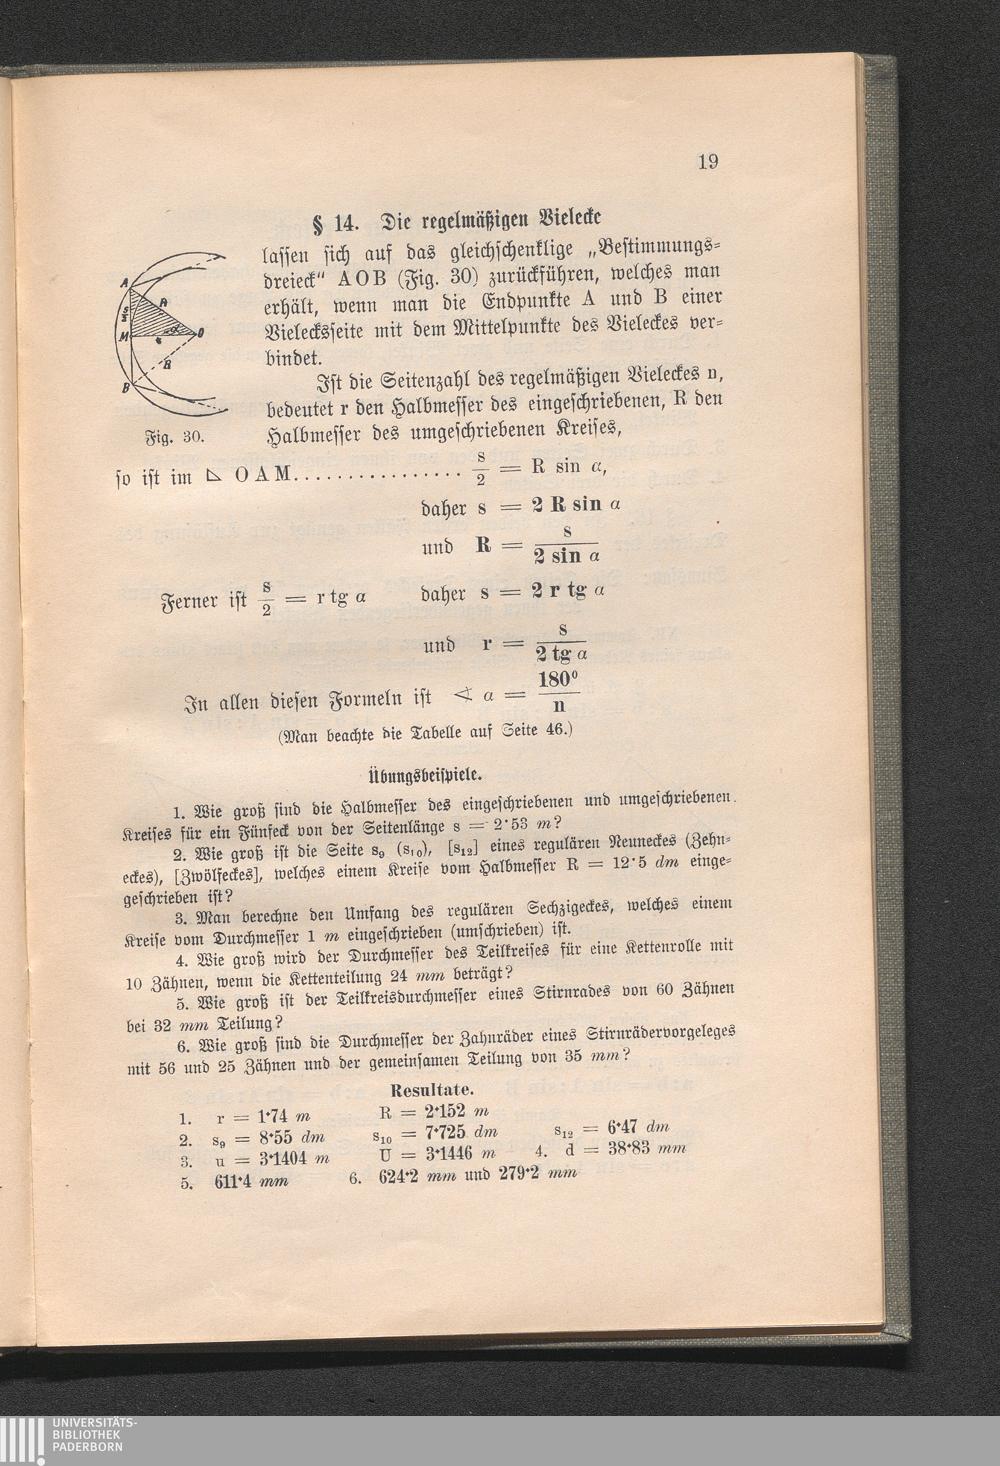 19
§ 14. Die regelmäßigen Vielecke
lassen sich auf das gleichschenklige „Bestimmungs-
dreieck" A O B (Fig. 30) zurückführen, welches man
erhält, wenn man die Endpunkte A und B einer
Vielecksseite mit dem Mittelpunkte des Vieleckes ver-
bindet.
Ist die Seitenzahl des regelmäßigen Vieleckes n,
bedeutet r den Halbmesser des eingeschriebenen, R den
Halbmesser des umgeschriebenen Kreises,
A
R
s/2
M
α
O
r
R
B
Fig. 30.
so ist im ⊿ O A M................ s/2 = R sin α,
daher s = 2 R sin α
und R = s/2 sin α
Ferner ist s/2 = r tg α daher s = 2 r tg α
und r = s/2 tg α
In allen diesen Formeln ist ∢ α = 180⁰/n
(Man beachte die Tabelle auf Seite 46.)
Übungsbeispiele.
1. Wie groß sind die Halbmesser des eingeschriebenen und umgeschriebenen
Kreises für ein Fünfeck von der Seitenlänge s = 2·53 m?
2. Wie groß ist die Seite s₉ (s₁₀), [s₁₂] eines regulären Neuneckes (Zehn-
eckes), [Zwölfeckes], welches einem Kreise vom Halbmesser R = 12·5 dm einge-
geschrieben ist?
3. Man berechne den Umfang des regulären Sechzigeckes, welches einem
Kreise vom Durchmesser 1 m eingeschrieben (umschrieben) ist.
4. Wie groß wird der Durchmesser des Teilkreises für eine Kettenrolle mit
10 Zähnen, wenn die Kettenteilung 24 mm beträgt?
5. Wie groß ist der Teilkreisdurchmesser eines Stirnrades von 60 Zähnen
bei 32 mm Teilung?
6. Wie groß sind die Durchmesser der Zahnräder eines Stirnrädervorgeleges
mit 56 und 25 Zähnen und der gemeinsamen Teilung von 35 mm?
Resultate.
1. r = 1·74 m R = 2·152 m
2. s₉ = 8·55 dm s₁₀ = 7·725 dm s₁₂ = 6·47 dm
3. u = 3·1404 m U = 3·1446 m 4. d = 38·83 mm
5. 611·4 mm 6. 624·2 mm und 279·2 mm
UNIVERSITÄTS-
BIBLIOTHEK
PADERBORN